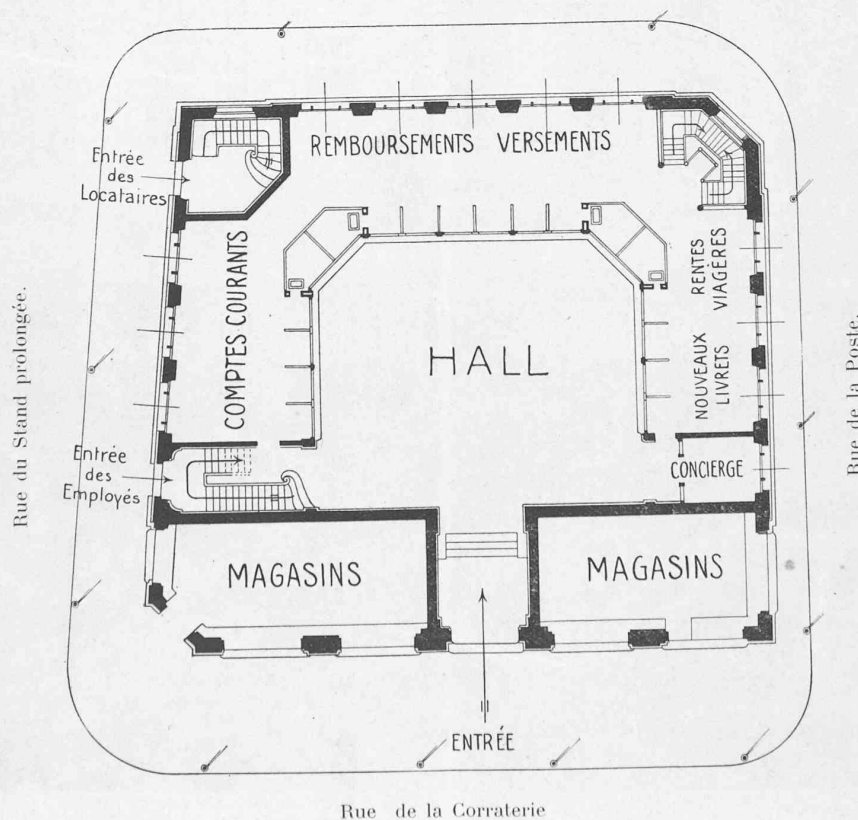 REMBOURSEMENTS VERSEMENTS
Entrée
des
Locataires
COMPTES COURANTS
RENTES
VIAGÈRES
HALL
NOUVEAUX
LIVRETS
Rue du Stand prolongée.
Rue de la Poste.
Entrée
des
Employés
CONCIERGE
MAGASINS
MAGASINS
ENTRÉE
Rue de la Corraterie